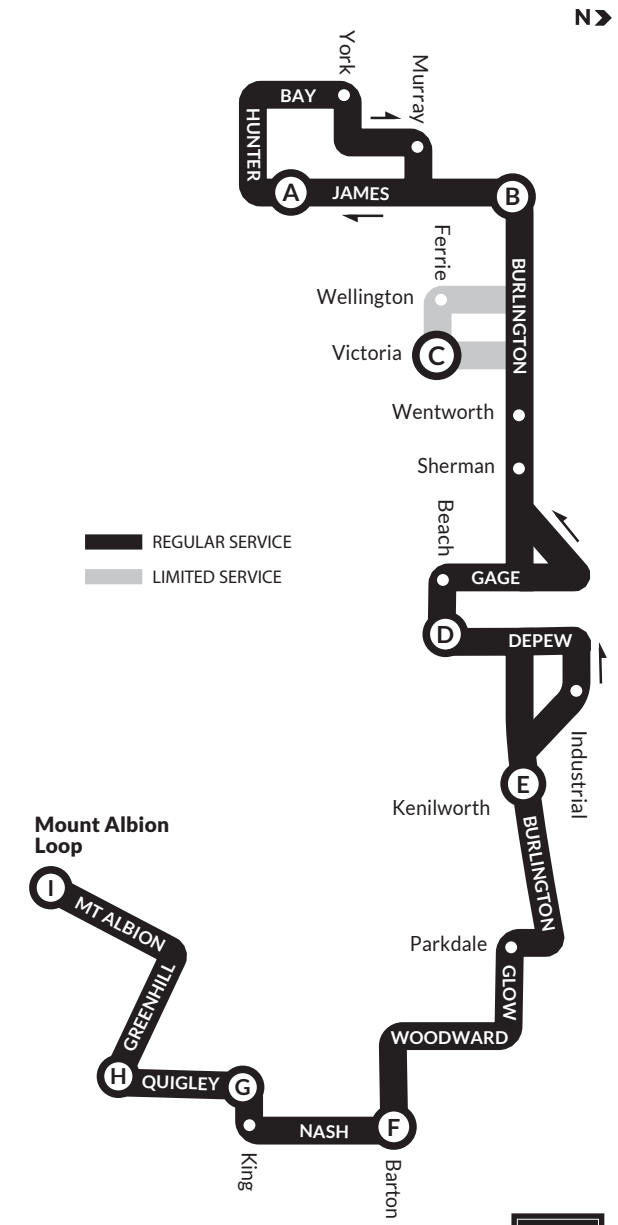 N
York
Murray
BAY
HUNTER
A
JAMES
B
Ferrie
BURLINGTON
Wellington
Victoria
C
Wentworth
Sherman
Beach
REGULAR SERVICE
LIMITED SERVICE
GAGE
D
DEPEW
Industrial
E
Kenilworth
BURLINGTON
Mount Albion
Loop
I
MT ALBION
Parkdale
GLOW
GREENHILL
WOODWARD
H
QUIGLEY
G
NASH
F
King
Barton